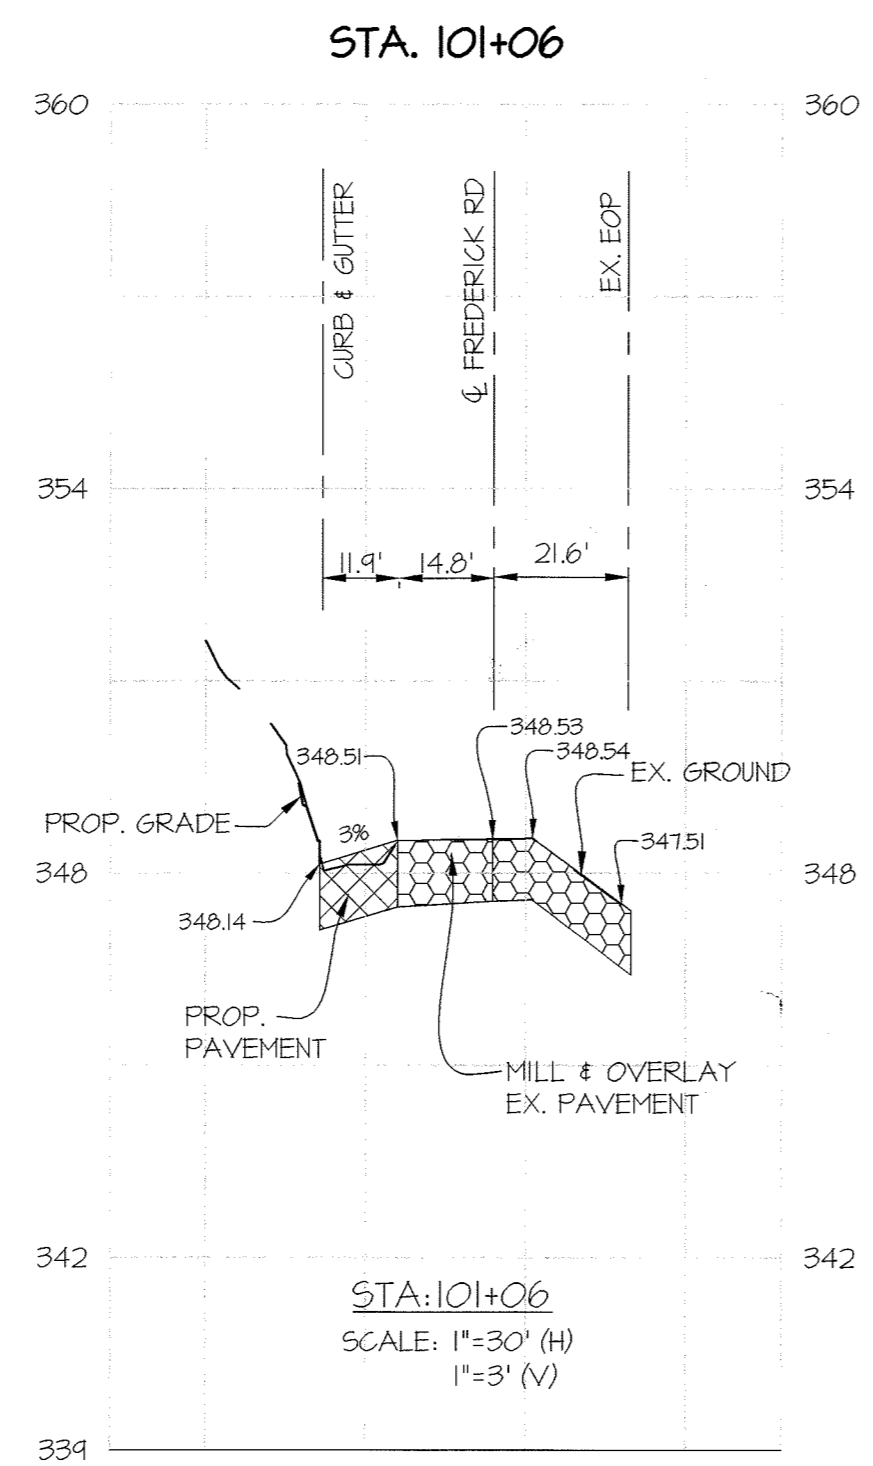 STA. 101+06
360
360
CURB & GUTTER
℄ FREDERICK RD
EX. EOP
354
354
11.9'
14.8'
21.6'
348.53
348.51
348.54
EX. GROUND
PROP. GRADE
3%
347.51
348
348
348.14
PROP.
PAVEMENT
MILL & OVERLAY
EX. PAVEMENT
342
342
STA:101+06
SCALE: 1"=30' (H)
1"=3' (V)
339